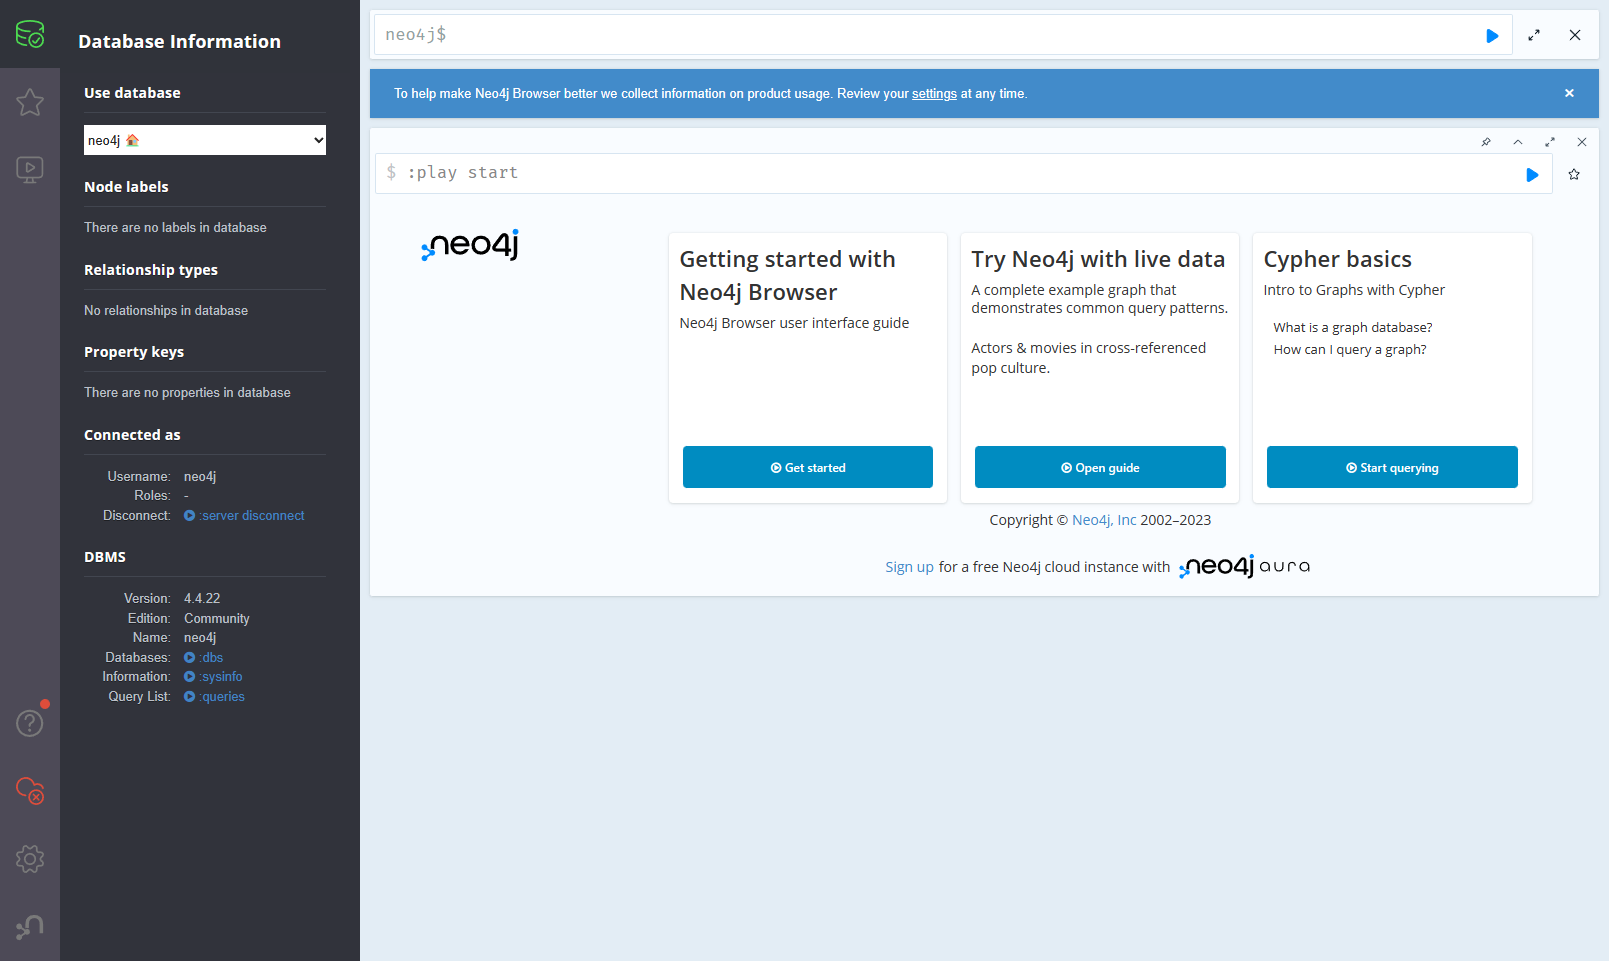 Database Information
Use database
neo4j
Node labels
There are no labels in database
Relationship types
No relationships in database
Property keys
There are no properties in database
Connected as
Username: neo4j
Roles: -
Disconnect: :server disconnect
DBMS
Version: 4.4.22
Edition: Community
Name: neo4j
Databases: :dbs
Information: :sysinfo
Query List: :queries
neo4j$
To help make Neo4j Browser better we collect information on product usage. Review your settings at any time.
$ :play start
neo4j
Getting started with
Neo4j Browser
Neo4j Browser user interface guide
Get started
Try Neo4j with live data
A complete example graph that
demonstrates common query patterns.
Actors & movies in cross-referenced
pop culture.
Open guide
Cypher basics
Intro to Graphs with Cypher
What is a graph database?
How can I query a graph?
Start querying
Copyright © Neo4j, Inc 2002–2023
Sign up for a free Neo4j cloud instance with neo4j aura